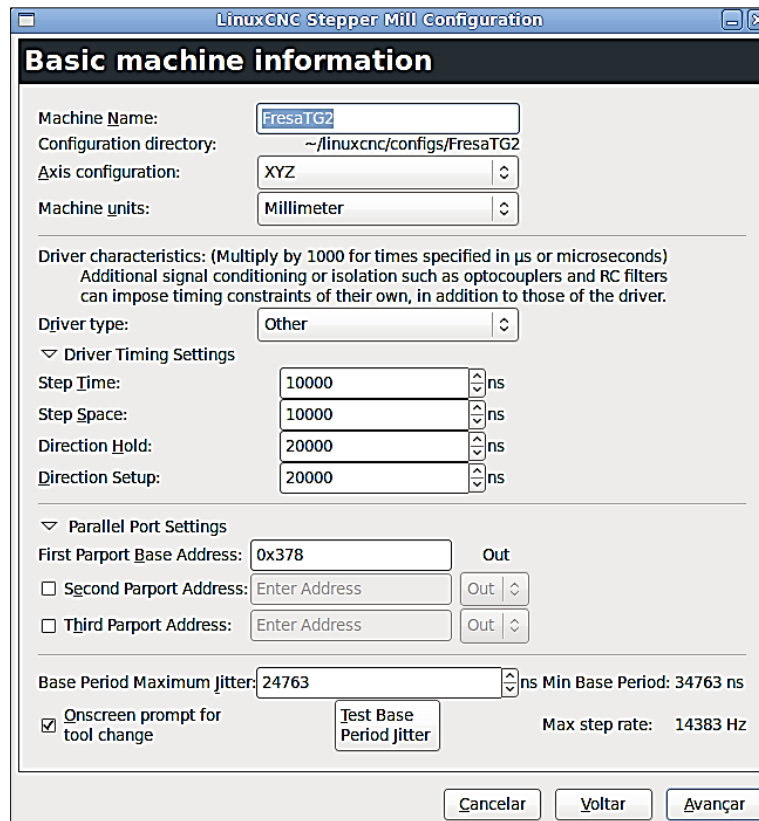 LinuxCNC Stepper Mill Configuration
Basic machine information
Machine Name: FresaTG2
Configuration directory: ~/linuxcnc/configs/FresaTG2
Axis configuration: XYZ
Machine units: Millimeter
Driver characteristics: (Multiply by 1000 for times specified in µs or microseconds)
Additional signal conditioning or isolation such as optocouplers and RC filters
can impose timing constraints of their own, in addition to those of the driver.
Driver type: Other
Driver Timing Settings
Step Time: 10000 ns
Step Space: 10000 ns
Direction Hold: 20000 ns
Direction Setup: 20000 ns
Parallel Port Settings
First Parport Base Address: 0x378 Out
Second Parport Address: Enter Address Out
Third Parport Address: Enter Address Out
Base Period Maximum Jitter: 24763 ns Min Base Period: 34763 ns
Onscreen prompt for
tool change
Test Base
Period Jitter
Max step rate: 14383 Hz
Cancelar Voltar Avançar